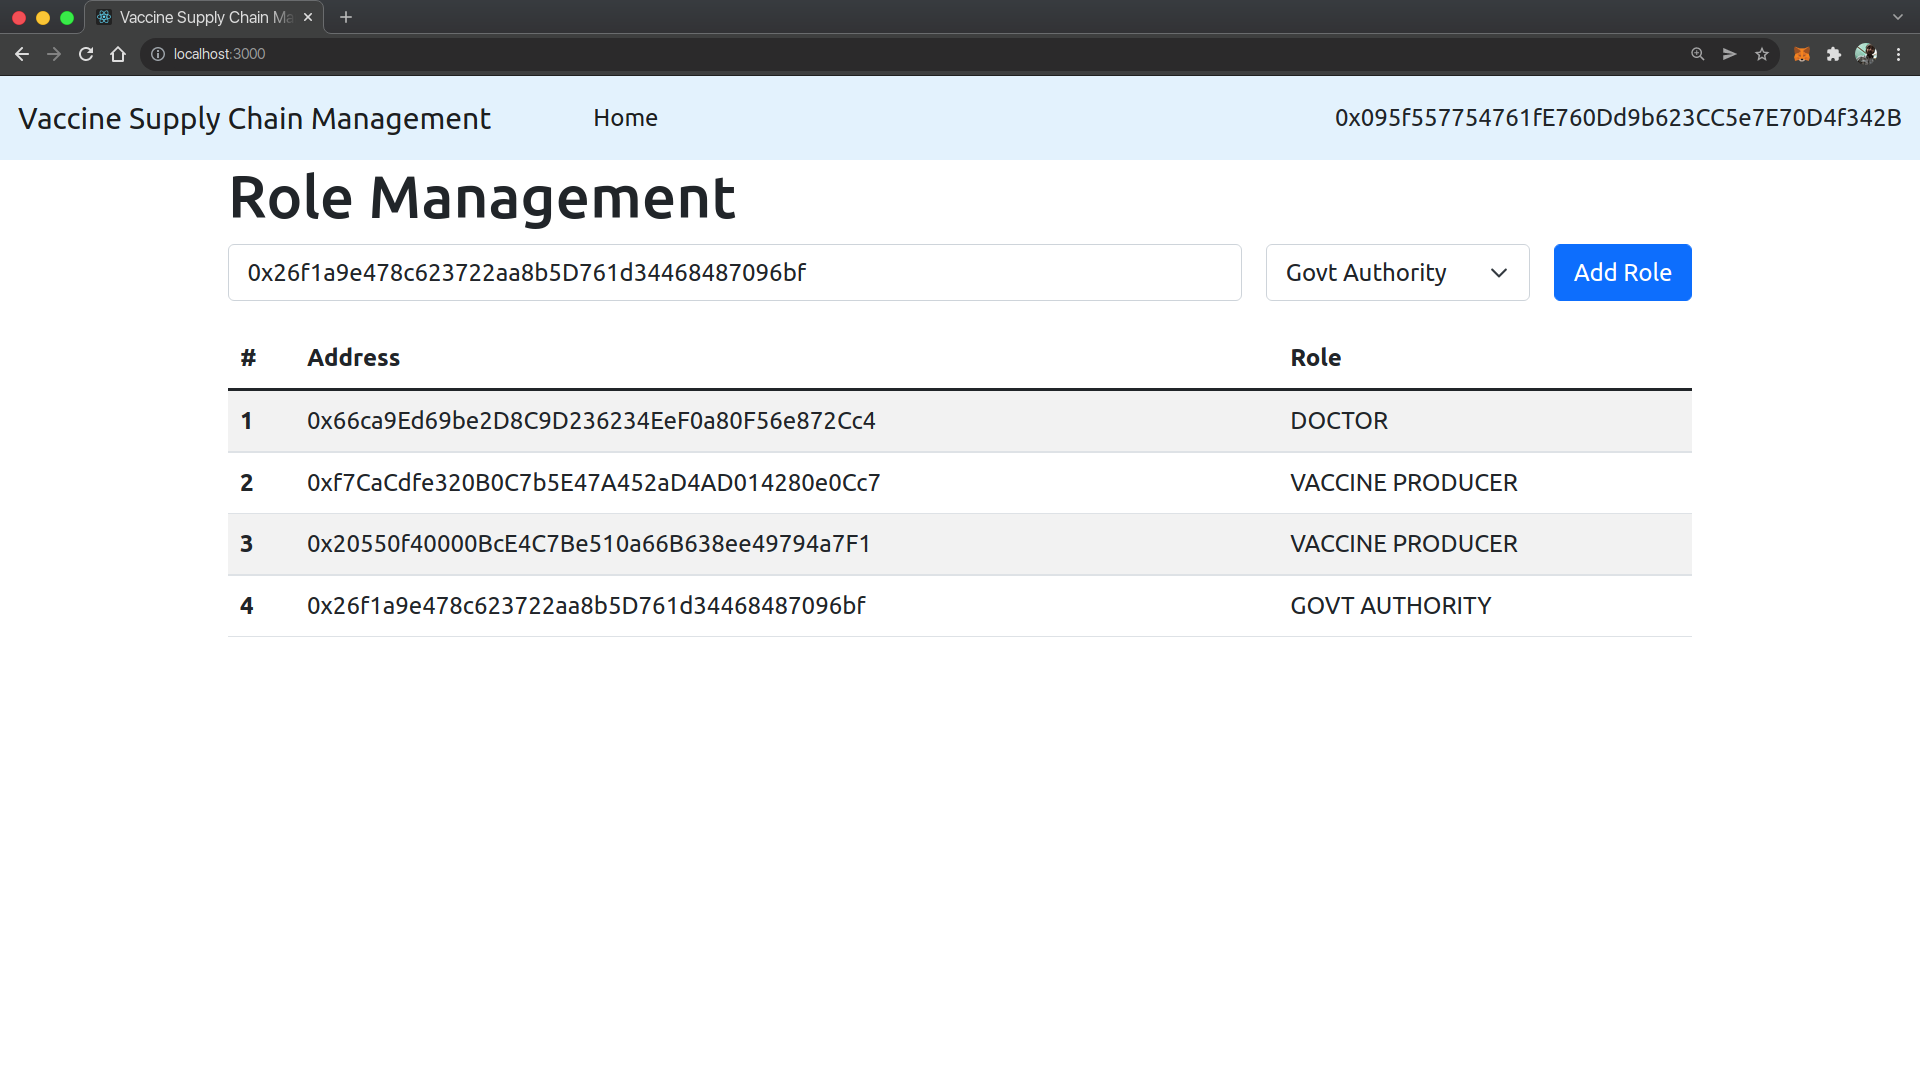 Vaccine Supply Chain Ma
localhost:3000
Vaccine Supply Chain Management Home 0x095f557754761fE760Dd9b623CC5e7E70D4f342B
Role Management
0x26f1a9e478c623722aa8b5D761d34468487096bf Govt Authority Add Role
# Address Role
1 0x66ca9Ed69be2D8C9D236234EeF0a80F56e872Cc4 DOCTOR
2 0xf7CaCdfe320B0C7b5E47A452aD4AD014280e0Cc7 VACCINE PRODUCER
3 0x20550f40000BcE4C7Be510a66B638ee49794a7F1 VACCINE PRODUCER
4 0x26f1a9e478c623722aa8b5D761d34468487096bf GOVT AUTHORITY